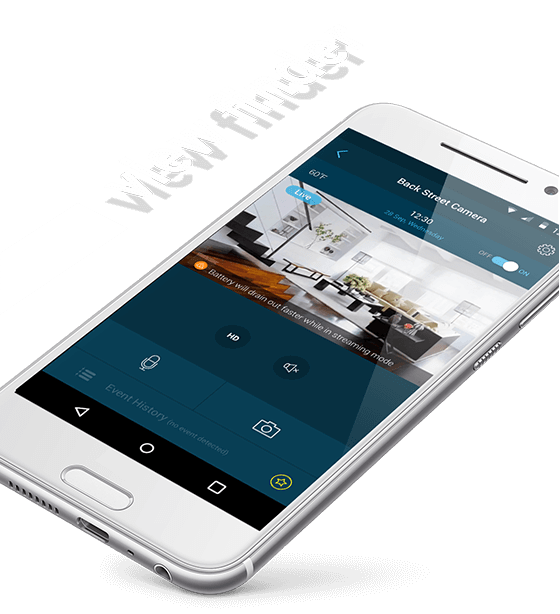 view finder
Back Street Camera
60°F
Live
12:30
28 Sep, Wednesday
OFF ON
Battery will drain out faster while in streaming mode
HD
Event History (no event detected)